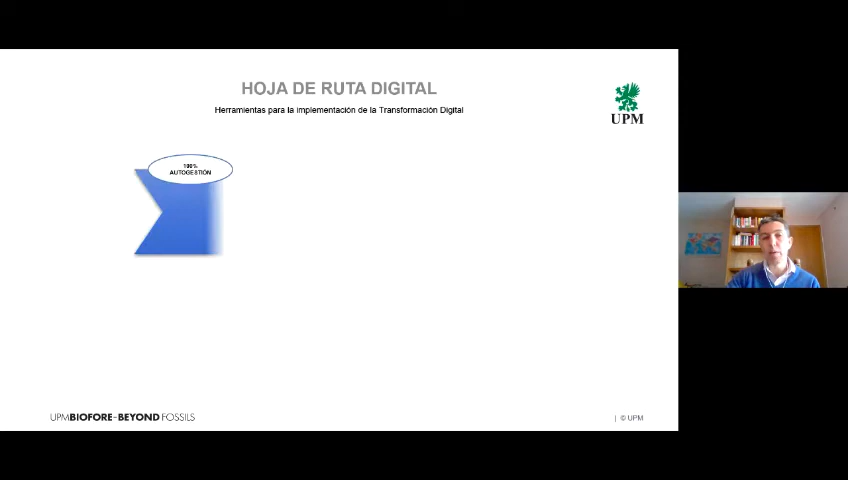 HOJA DE RUTA DIGITAL
Herramientas para la implementación de la Transformación Digital
UPM
100%
AUTOGESTIÓN
UPMBIOFORE–BEYOND FOSSILS
| © UPM